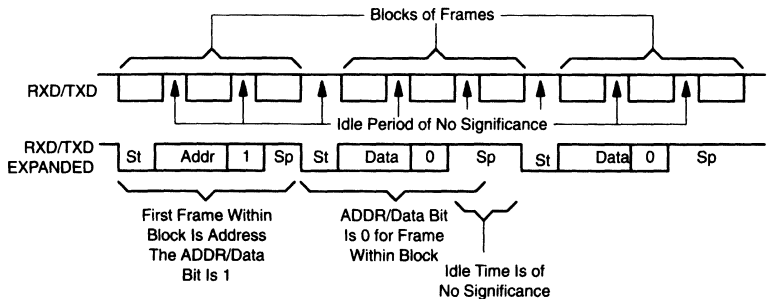 Blocks of Frames
RXD/TXD
Idle Period of No Significance
RXD/TXD
EXPANDED
St Addr 1 Sp St Data 0 Sp St Data 0 Sp
First Frame Within
Block Is Address
The ADDR/Data
Bit Is 1
ADDR/Data Bit
Is 0 for Frame
Within Block
Idle Time Is of
No Significance